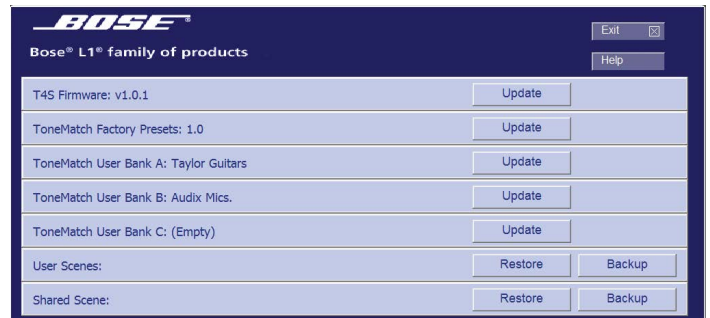 BOSE®
Exit
Bose® L1® family of products
Help
T4S Firmware: v1.0.1 Update
ToneMatch Factory Presets: 1.0 Update
ToneMatch User Bank A: Taylor Guitars Update
ToneMatch User Bank B: Audix Mics. Update
ToneMatch User Bank C: (Empty) Update
User Scenes: Restore Backup
Shared Scene: Restore Backup